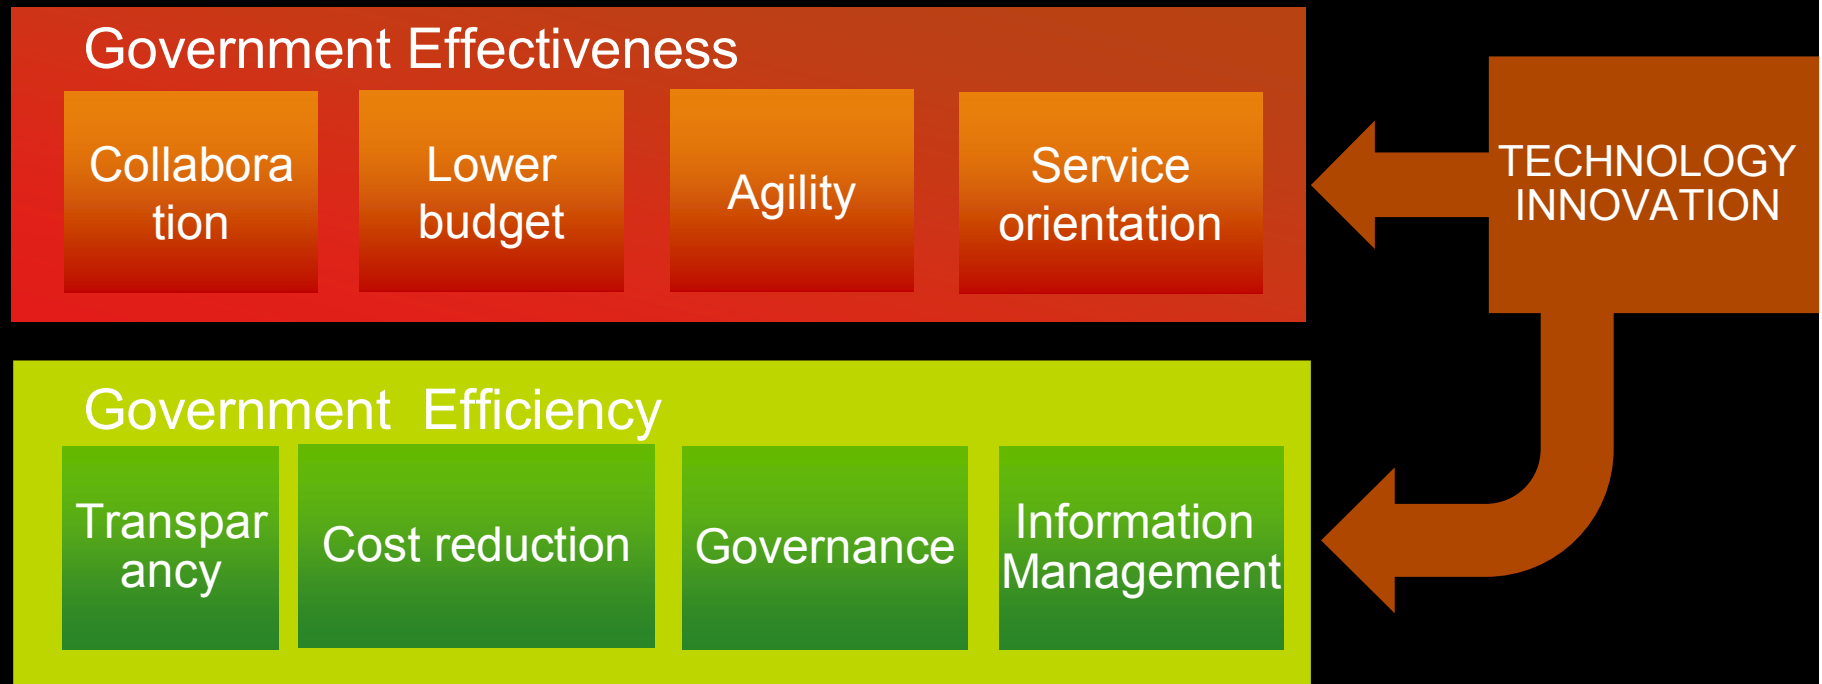 Government Effectiveness
Collabora
tion
Lower
budget
Agility
Service
orientation
TECHNOLOGY
INNOVATION
Government  Efficiency
Transpar
ancy
Cost reduction
Governance
Information
Management